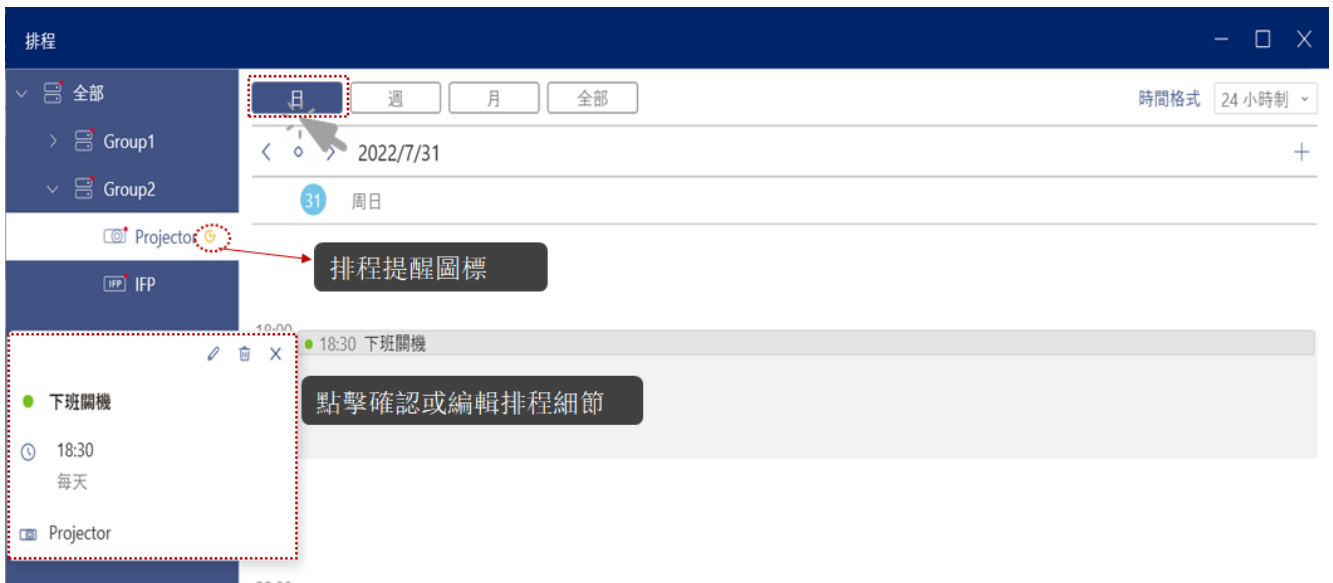 排程
全部
Group1
Group2
Projector
IFP
日 週 月 全部
時間格式 24 小時制
2022/7/31
31 周日
排程提醒圖標
18:00
18:30 下班關機
點擊確認或編輯排程細節
下班關機
18:30
每天
Projector